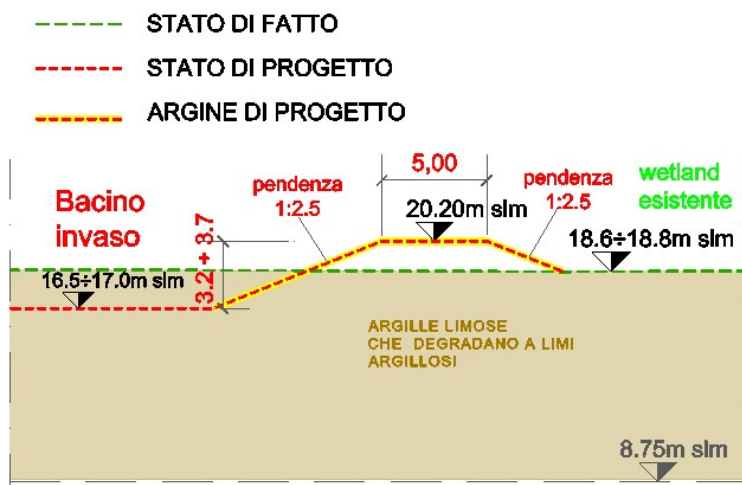 STATO DI FATTO
STATO DI PROGETTO
ARGINE DI PROGETTO
5,00
pendenza
1:2.5
20.20m slm
pendenza
1:2.5
wetland
esistente
18.6÷18.8m slm
Bacino
invaso
3.2 ÷ 3.7
16.5÷17.0m slm
ARGILLE LIMOSE
CHE DEGRADANO A LIMI
ARGILLOSI
8.75m slm